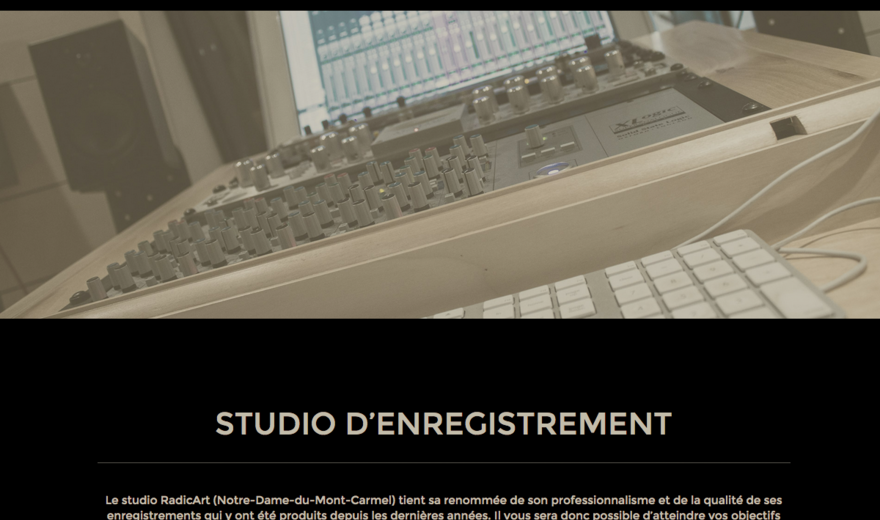 STUDIO D’ENREGISTREMENT
Le studio RadicArt (Notre-Dame-du-Mont-Carmel) tient sa renommée de son professionnalisme et de la qualité de ses
enregistrements qui y ont été produits depuis les dernières années. Il vous sera donc possible d’atteindre vos objectifs